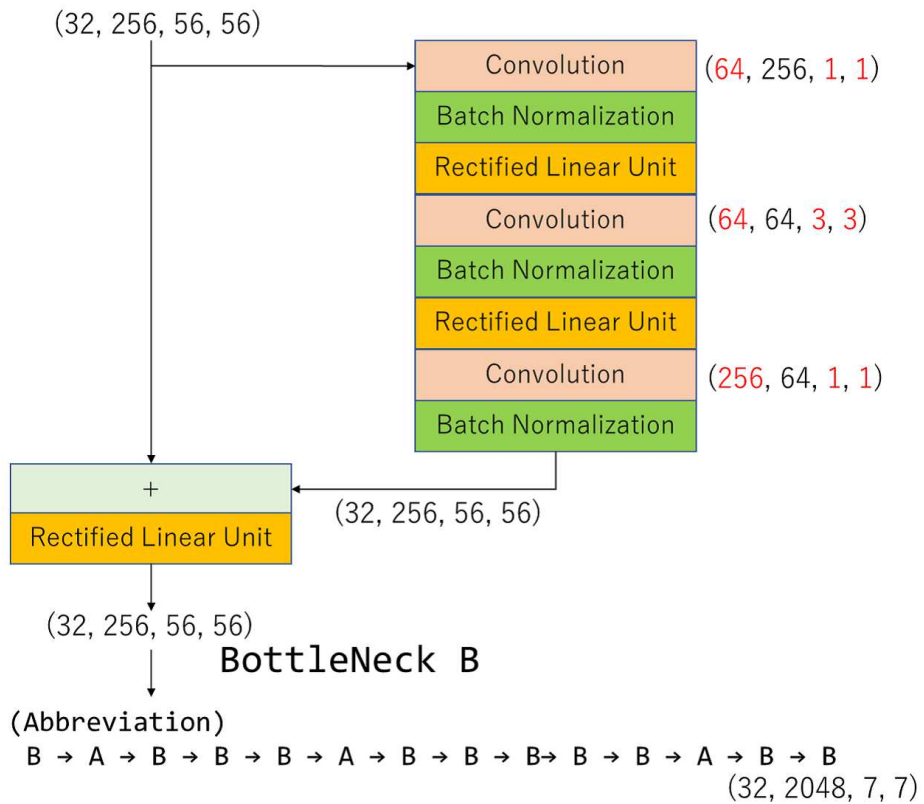 (32, 256, 56, 56)
Convolution (64, 256, 1, 1)
Batch Normalization
Rectified Linear Unit
Convolution (64, 64, 3, 3)
Batch Normalization
Rectified Linear Unit
Convolution (256, 64, 1, 1)
Batch Normalization
+
(32, 256, 56, 56)
Rectified Linear Unit
(32, 256, 56, 56)
BottleNeck B
(Abbreviation)
B → A → B → B → B → A → B → B → B→ B → B → A → B → B
(32, 2048, 7, 7)